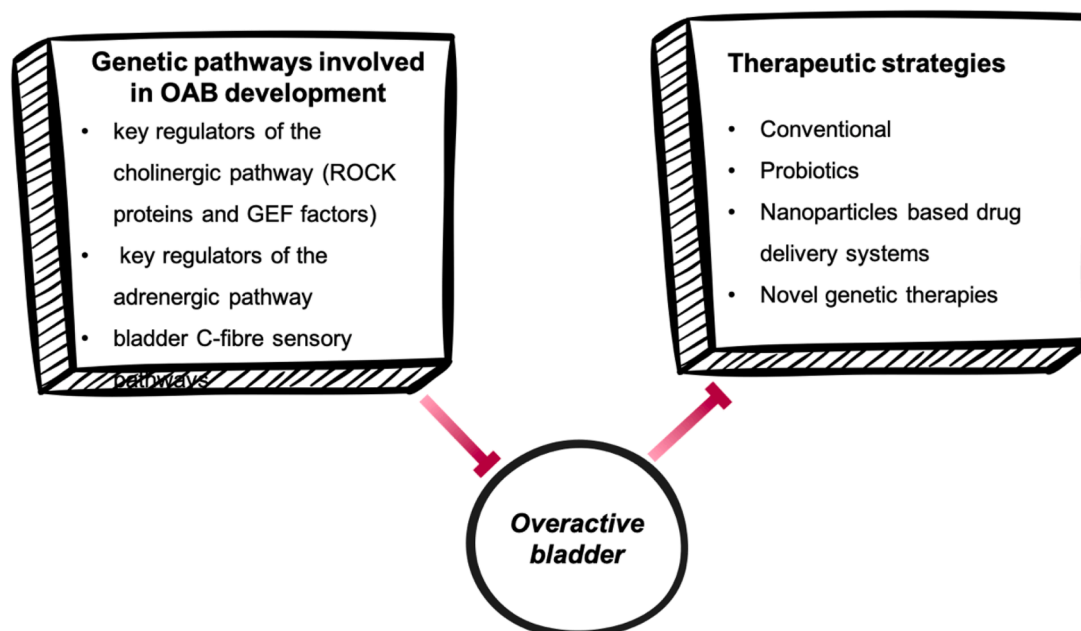 Genetic pathways involved
in OAB development
• key regulators of the
cholinergic pathway (ROCK
proteins and GEF factors)
• key regulators of the
adrenergic pathway
• bladder C-fibre sensory
pathways
Therapeutic strategies
• Conventional
• Probiotics
• Nanoparticles based drug
delivery systems
• Novel genetic therapies
Overactive
bladder